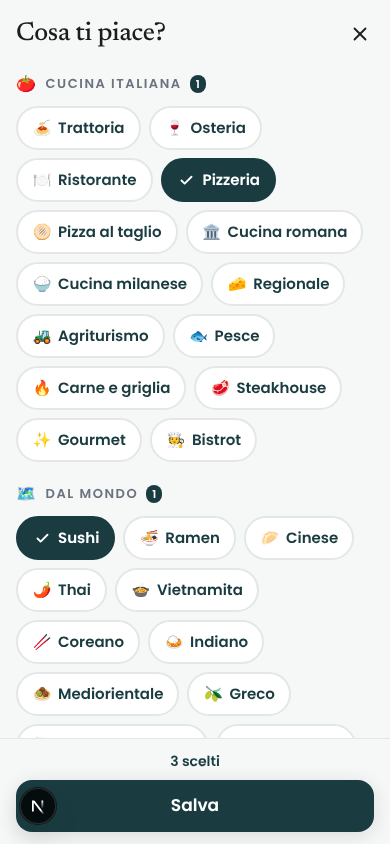 Cosa ti piace?
CUCINA ITALIANA 1
Trattoria Osteria
Ristorante Pizzeria
Pizza al taglio Cucina romana
Cucina milanese Regionale
Agriturismo Pesce
Carne e griglia Steakhouse
Gourmet Bistrot
DAL MONDO 1
Sushi Ramen Cinese
Thai Vietnamita
Coreano Indiano
Mediorientale Greco
3 scelti
N Salva